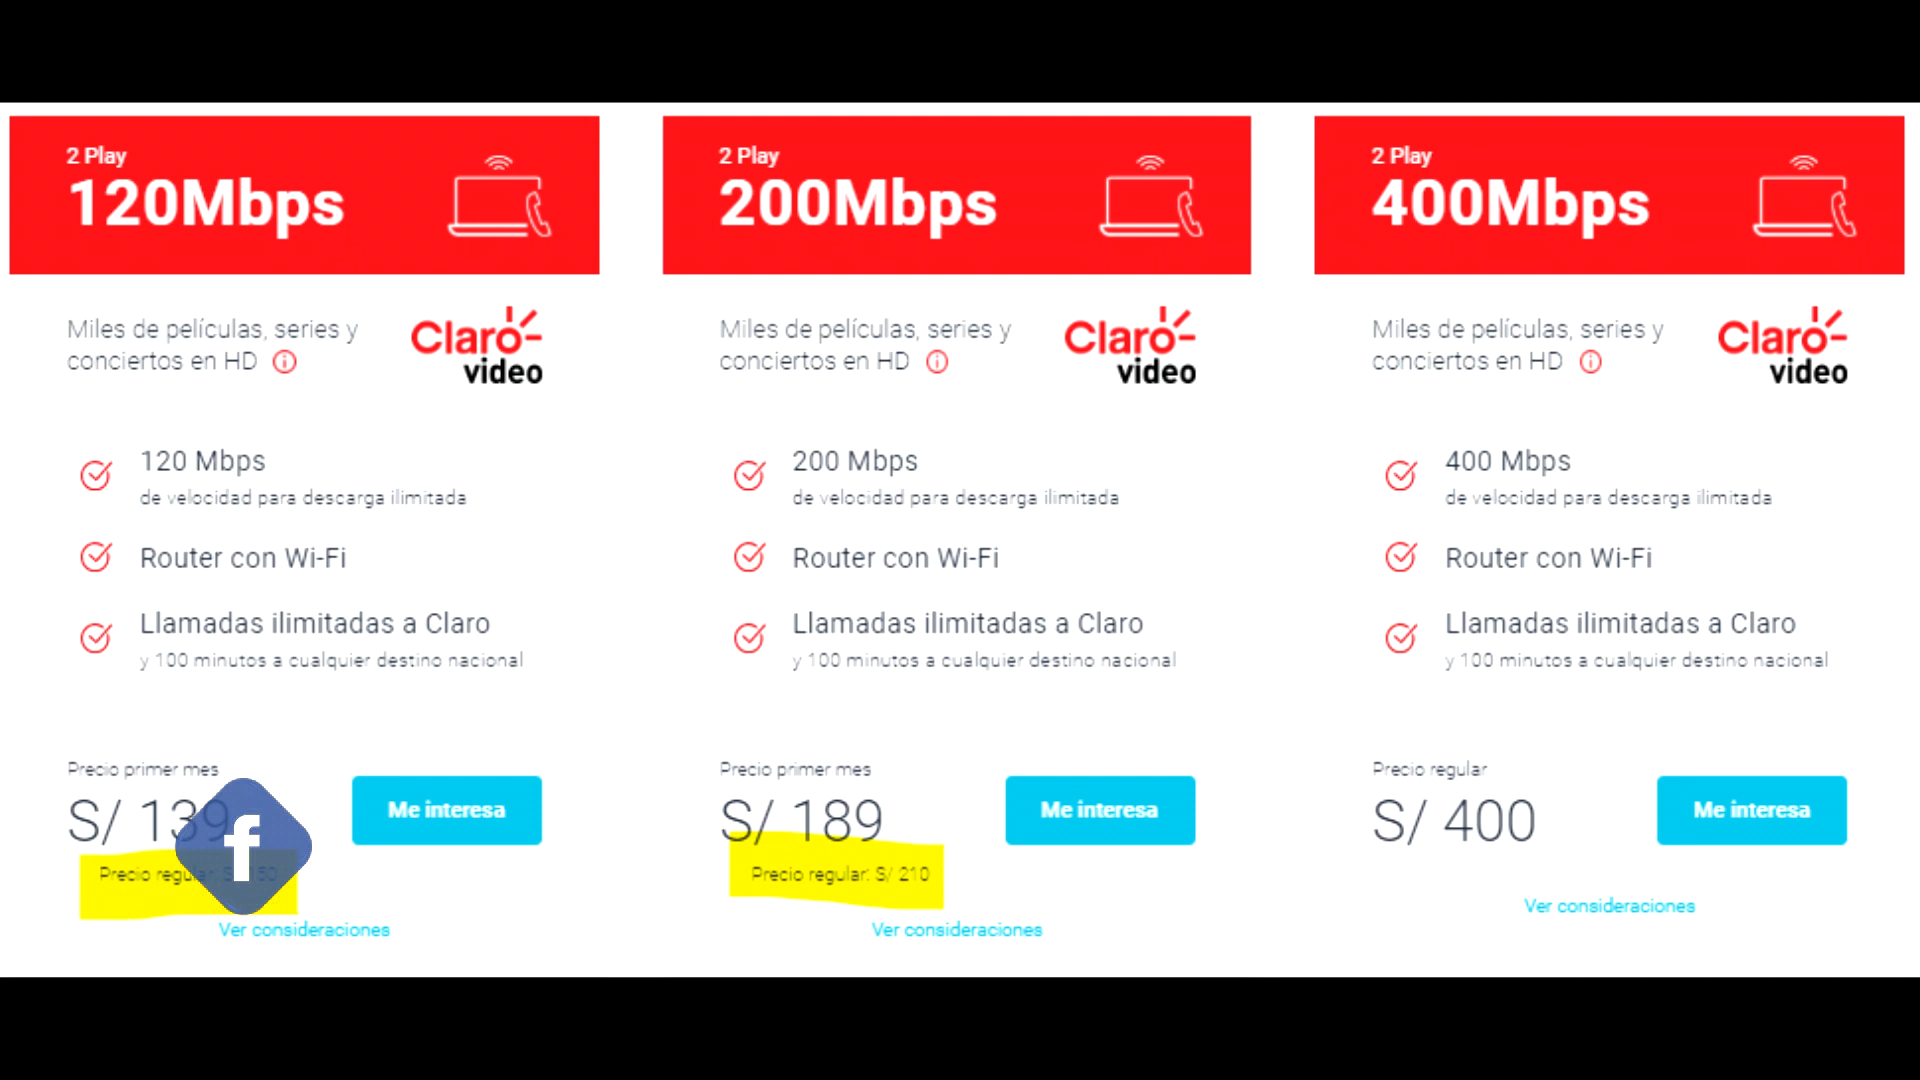 2 Play
120Mbps
Miles de películas, series y
conciertos en HD
Claro
video
120 Mbps
de velocidad para descarga ilimitada
Router con Wi-Fi
Llamadas ilimitadas a Claro
y 100 minutos a cualquier destino nacional
Precio primer mes
S/ 139
Me interesa
Precio regular: S/ 150
f
Ver consideraciones
2 Play
200Mbps
Miles de películas, series y
conciertos en HD
Claro
video
200 Mbps
de velocidad para descarga ilimitada
Router con Wi-Fi
Llamadas ilimitadas a Claro
y 100 minutos a cualquier destino nacional
Precio primer mes
S/ 189
Me interesa
Precio regular: S/ 210
Ver consideraciones
2 Play
400Mbps
Miles de películas, series y
conciertos en HD
Claro
video
400 Mbps
de velocidad para descarga ilimitada
Router con Wi-Fi
Llamadas ilimitadas a Claro
y 100 minutos a cualquier destino nacional
Precio regular
S/ 400
Me interesa
Ver consideraciones